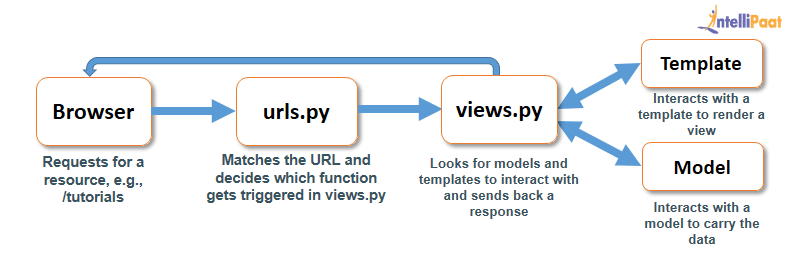 IntelliPaat
Browser
Requests for a
resource, e.g.,
/tutorials
urls.py
Matches the URL and
decides which function
gets triggered in views.py
views.py
Looks for models and
templates to interact with
and sends back a
response
Template
Interacts with a
template to render a
view
Model
Interacts with a
model to carry the
data